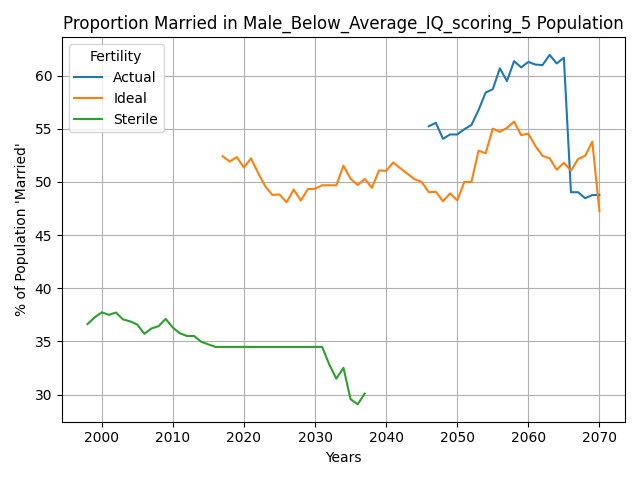 Proportion Married in Male_Below_Average_IQ_scoring_5 Population
Fertility
Actual
Ideal
Sterile
% of Population 'Married'
60
55
50
45
40
35
30
2000 2010 2020 2030 2040 2050 2060 2070
Years